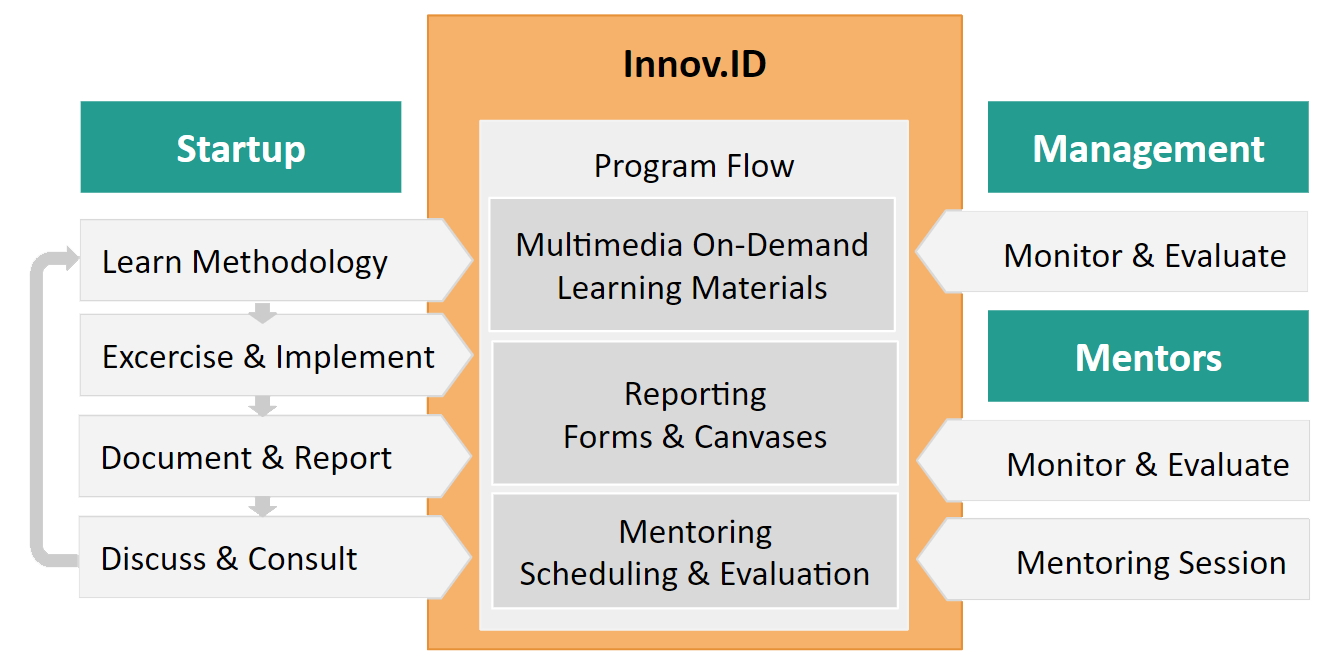 Innov.ID
Startup
Learn Methodology
Excercise & Implement
Document & Report
Discuss & Consult
Program Flow
Multimedia On-Demand
Learning Materials
Reporting
Forms & Canvases
Mentoring
Scheduling & Evaluation
Management
Monitor & Evaluate
Mentors
Monitor & Evaluate
Mentoring Session